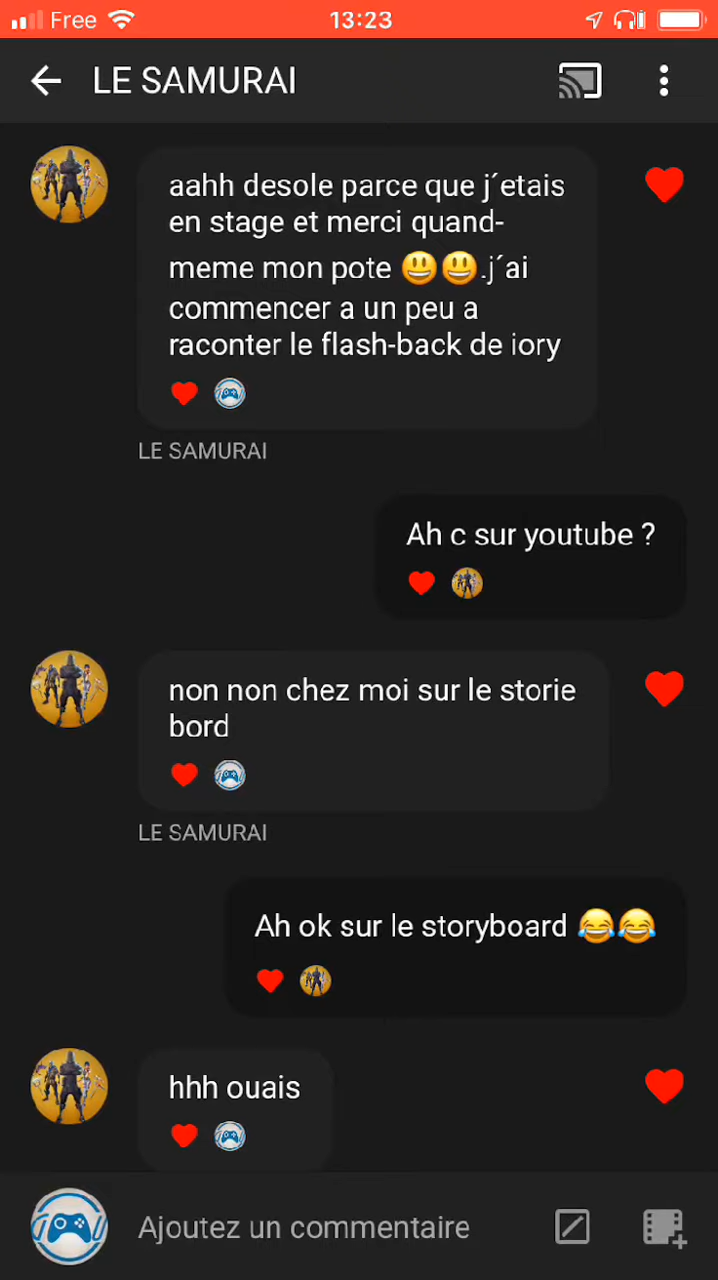 Free
13:23
LE SAMURAI
aahh desole parce que j´etais
en stage et merci quand-
meme mon pote 😃😃.j´ai
commencer a un peu a
raconter le flash-back de iory
LE SAMURAI
Ah c sur youtube ?
non non chez moi sur le storie
bord
LE SAMURAI
Ah ok sur le storyboard 😂😂
hhh ouais
Ajoutez un commentaire